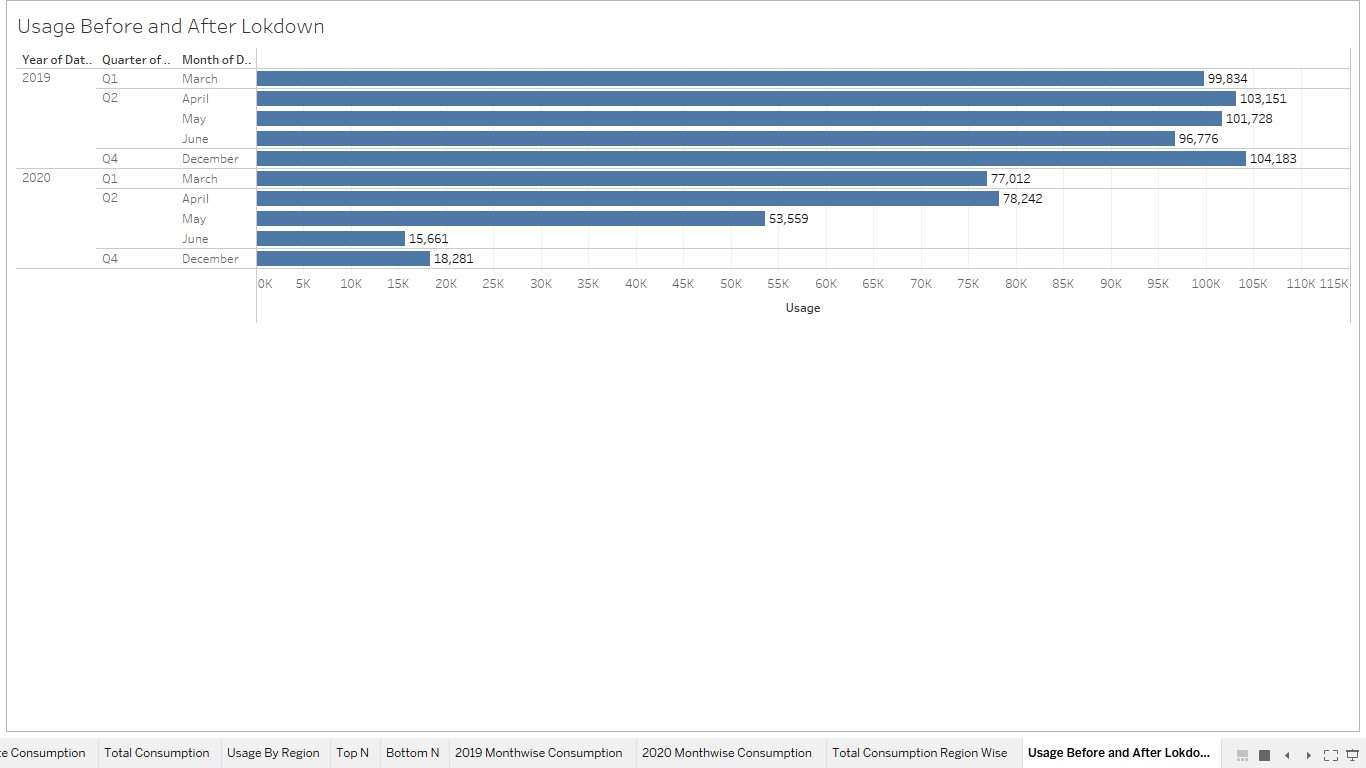 Usage Before and After Lokdown
Year of Dat.. Quarter of .. Month of D..
2019 Q1 March 99,834
Q2 April 103,151
May 101,728
June 96,776
Q4 December 104,183
2020 Q1 March 77,012
Q2 April 78,242
May 53,559
June 15,661
Q4 December 18,281
0K 5K 10K 15K 20K 25K 30K 35K 40K 45K 50K 55K 60K 65K 70K 75K 80K 85K 90K 95K 100K 105K 110K 115K
Usage
te Consumption Total Consumption Usage By Region Top N Bottom N 2019 Monthwise Consumption 2020 Monthwise Consumption Total Consumption Region Wise Usage Before and After Lokdo...